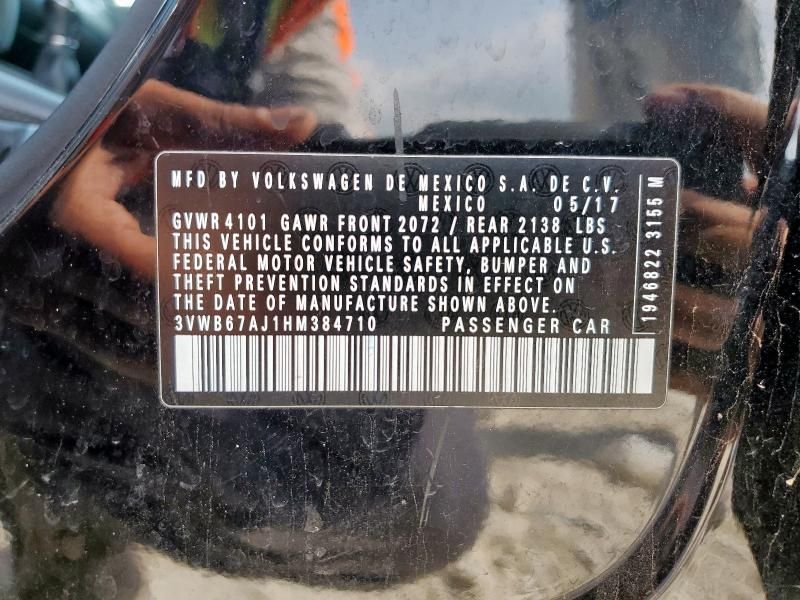 MFD BY VOLKSWAGEN DE MEXICO S.A. DE C.V.
MEXICO 05/17
GVWR 4101 GAWR FRONT 2072 / REAR 2138 LBS
THIS VEHICLE CONFORMS TO ALL APPLICABLE U.S.
FEDERAL MOTOR VEHICLE SAFETY, BUMPER AND
THEFT PREVENTION STANDARDS IN EFFECT ON
THE DATE OF MANUFACTURE SHOWN ABOVE.
3VWB67AJ1HM384710 PASSENGER CAR
1946822 3155 M